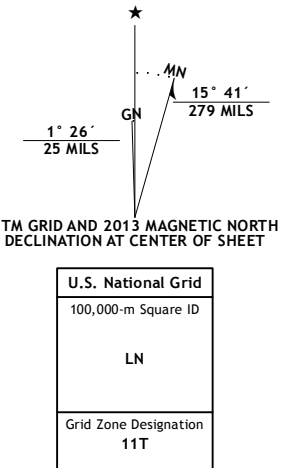 ★
MN
15° 41´
279 MILS
GN
1° 26´
25 MILS
TM GRID AND 2013 MAGNETIC NORTH
DECLINATION AT CENTER OF SHEET
U.S. National Grid
100,000-m Square ID
LN
Grid Zone Designation
11T